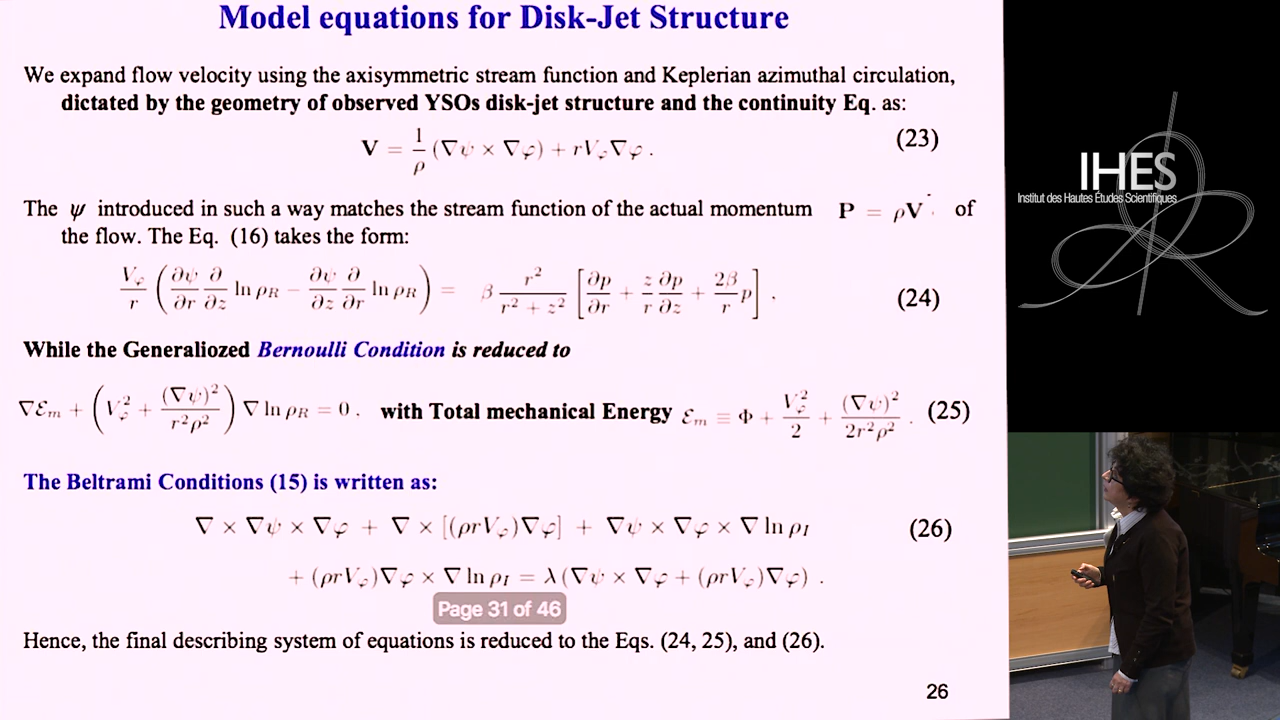 Model equations for Disk-Jet Structure
We expand flow velocity using the axisymmetric stream function and Keplerian azimuthal circulation,
dictated by the geometry of observed YSOs disk-jet structure and the continuity Eq. as:
V = 1/ρ (∇ψ × ∇φ) + rV_φ∇φ . (23)
The ψ introduced in such a way matches the stream function of the actual momentum P = ρV of
the flow. The Eq. (16) takes the form:
V_φ/r (∂ψ/∂r ∂/∂z ln ρ_R − ∂ψ/∂z ∂/∂r ln ρ_R) = β r²/(r² + z²) [∂p/∂r + z/r ∂p/∂z + 2β/r p] . (24)
While the Generaliozed Bernoulli Condition is reduced to
∇ℰ_m + (V_φ² + (∇ψ)²/r²ρ²) ∇ ln ρ_R = 0 . with Total mechanical Energy ℰ_m ≡ Φ + V_φ²/2 + (∇ψ)²/2r²ρ² . (25)
The Beltrami Conditions (15) is written as:
∇ × ∇ψ × ∇φ + ∇ × [(ρrV_φ)∇φ] + ∇ψ × ∇φ × ∇ ln ρ_I (26)
+ (ρrV_φ)∇φ × ∇ ln ρ_I = λ(∇ψ × ∇φ + (ρrV_φ)∇φ) .
Page 31 of 46
Hence, the final describing system of equations is reduced to the Eqs. (24, 25), and (26).
26
IHES
Institut des Hautes Études Scientifiques